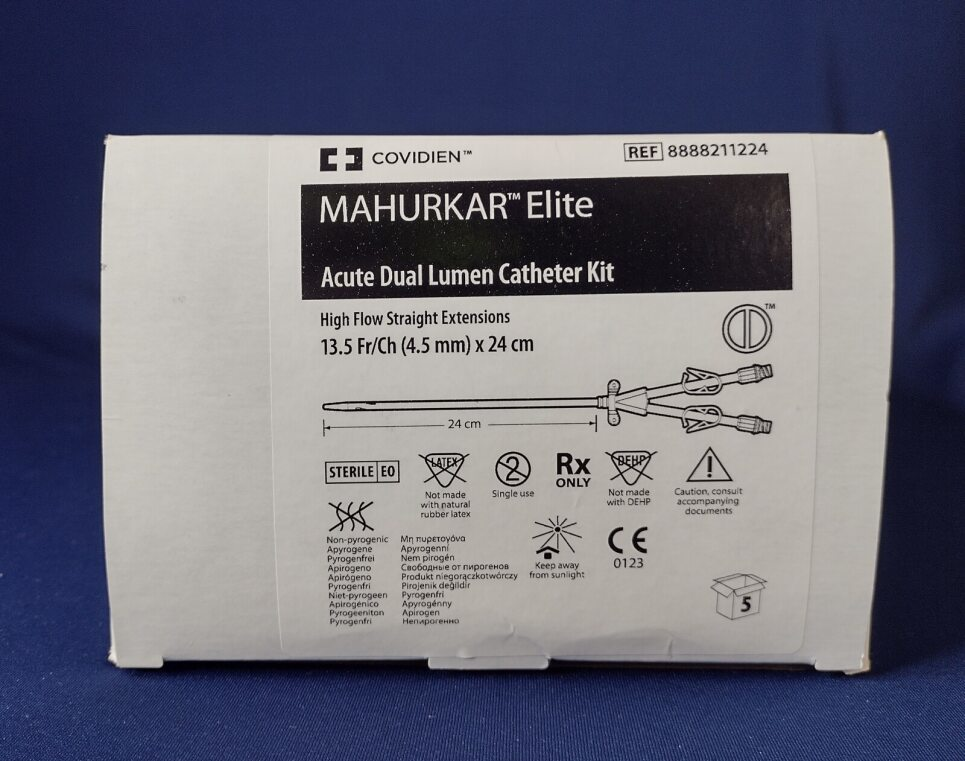 COVIDIEN™
REF 8888211224
MAHURKAR™ Elite
Acute Dual Lumen Catheter Kit
High Flow Straight Extensions
13.5 Fr/Ch (4.5 mm) x 24 cm
TM
24 cm
STERILE EO
LATEX
Not made
with natural
rubber latex
2
Single use
Rx
ONLY
DEHP
Not made
with DEHP
Caution, consult
accompanying
documents
Non-pyrogenic
Apyrogene
Pyrogenfrei
Apirogeno
Apirógeno
Pyrogenfri
Niet-pyrogeen
Apirogénico
Pyrogeeniton
Pyrogenfri
Μη πυρετογόνα
Apyrogenní
Nem pirogén
Свободные от пирогенов
Produkt niegorączkotwórczy
Pirojenik değildir
Pyrogenfri
Apyrogénny
Apirogen
Непирогенно
Keep away
from sunlight
CE
0123
5